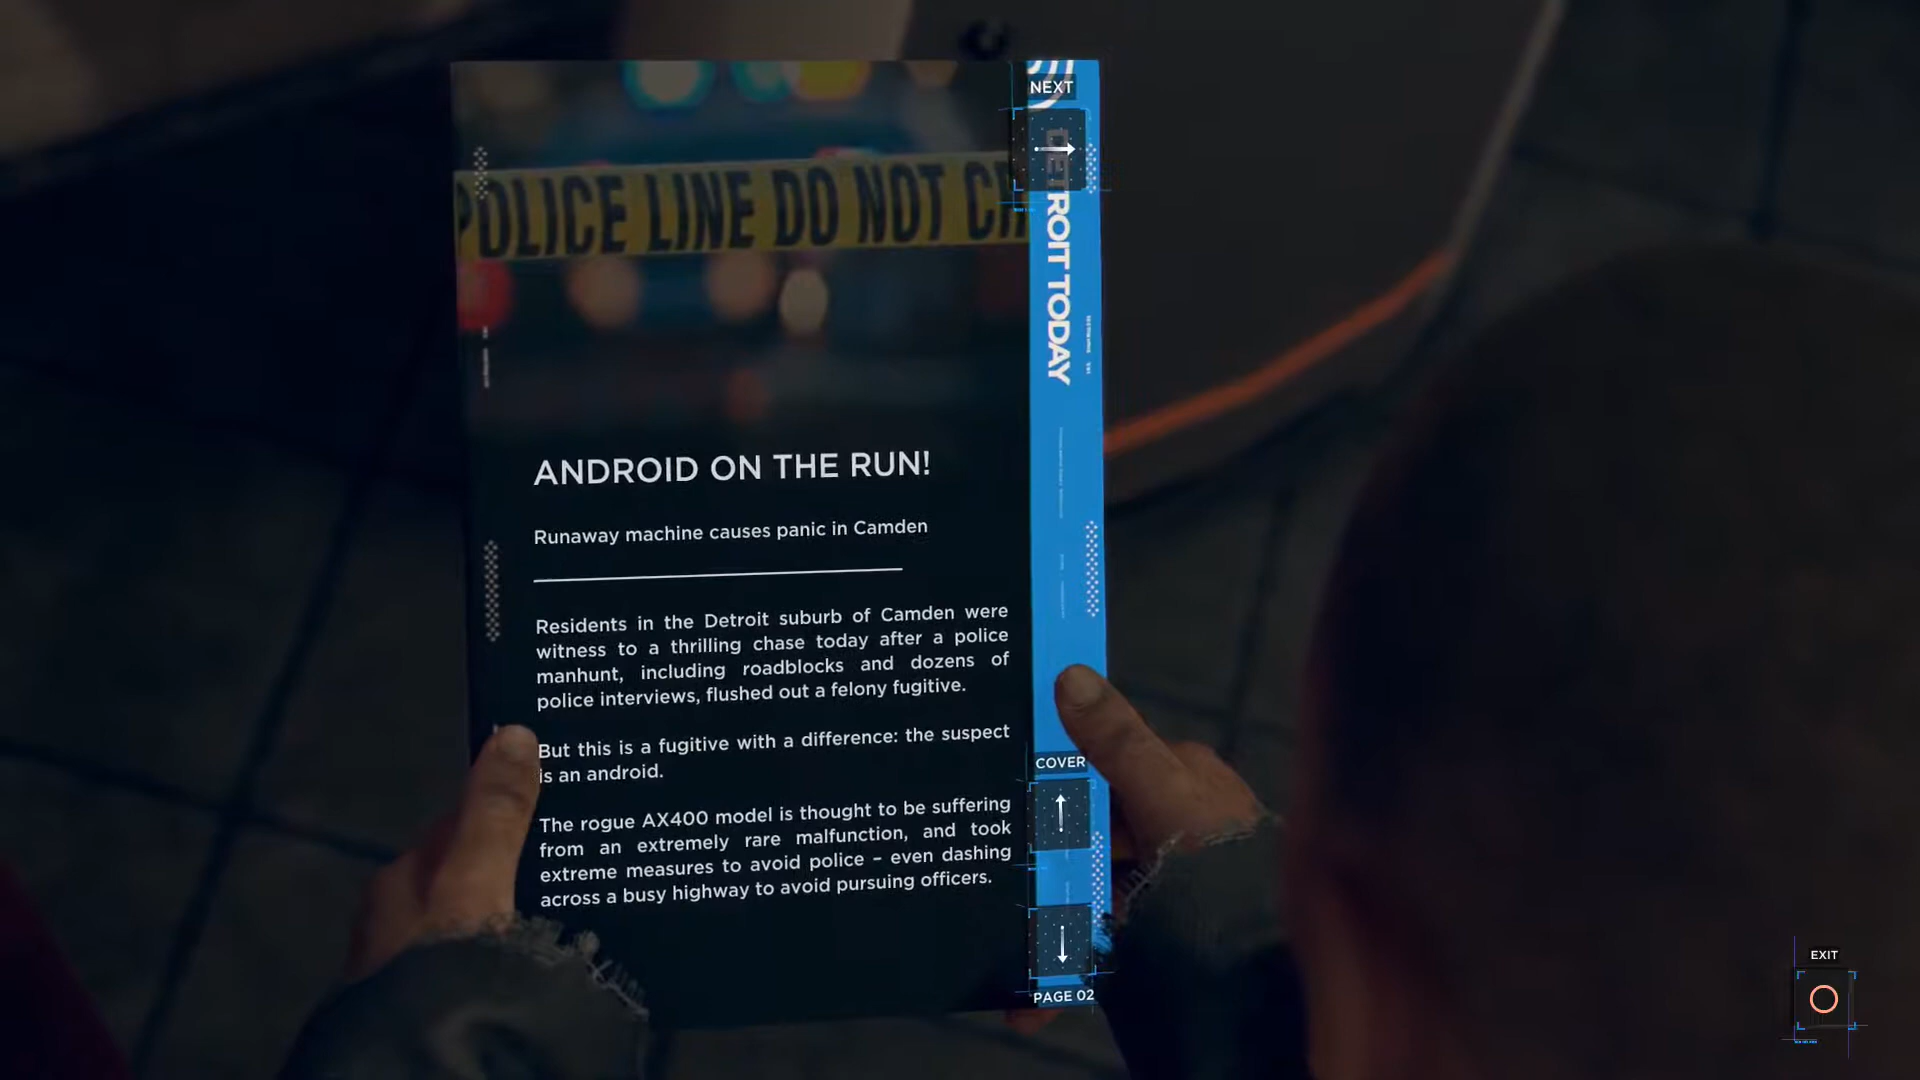 NEXT
POLICE LINE DO NOT CR
DETROIT TODAY
ANDROID ON THE RUN!
Runaway machine causes panic in Camden
Residents in the Detroit suburb of Camden were
witness to a thrilling chase today after a police
manhunt, including roadblocks and dozens of
police interviews, flushed out a felony fugitive.
But this is a fugitive with a difference: the suspect
is an android.
The rogue AX400 model is thought to be suffering
from an extremely rare malfunction, and took
extreme measures to avoid police – even dashing
across a busy highway to avoid pursuing officers.
COVER
PAGE 02
EXIT